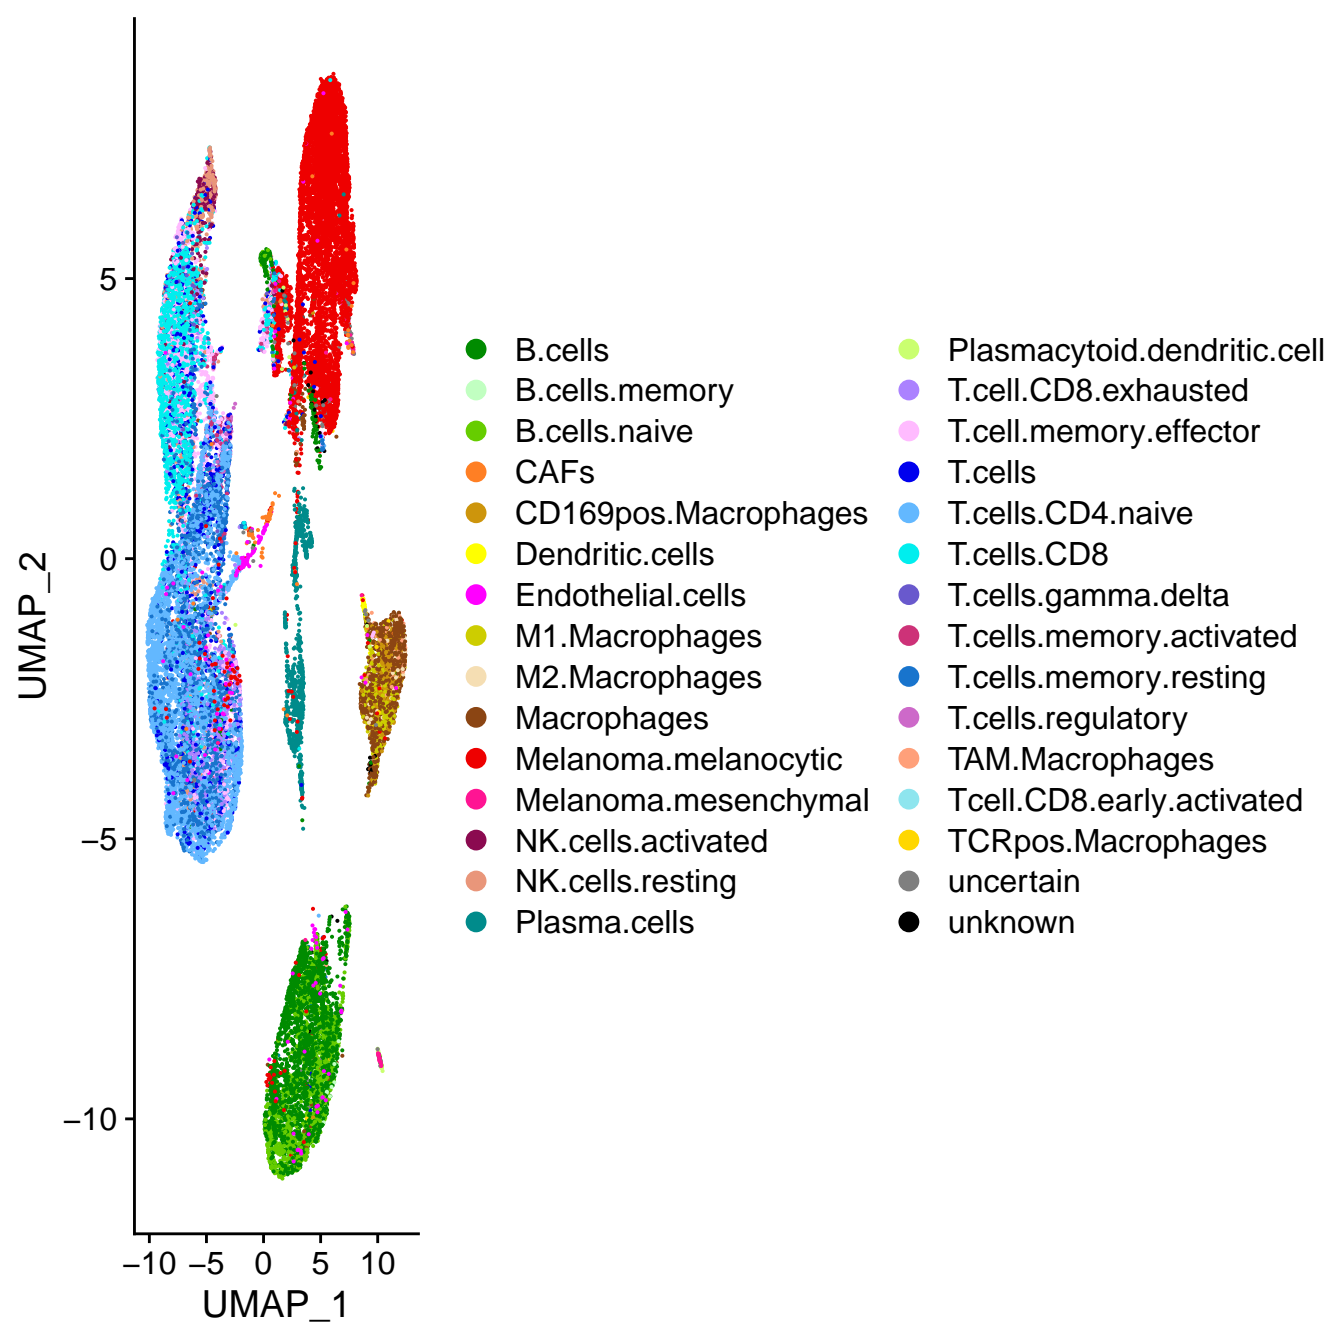 5
0
−5
−10
UMAP_2
−10 −5 0 5 10
UMAP_1
B.cells
B.cells.memory
B.cells.naive
CAFs
CD169pos.Macrophages
Dendritic.cells
Endothelial.cells
M1.Macrophages
M2.Macrophages
Macrophages
Melanoma.melanocytic
Melanoma.mesenchymal
NK.cells.activated
NK.cells.resting
Plasma.cells
Plasmacytoid.dendritic.cell
T.cell.CD8.exhausted
T.cell.memory.effector
T.cells
T.cells.CD4.naive
T.cells.CD8
T.cells.gamma.delta
T.cells.memory.activated
T.cells.memory.resting
T.cells.regulatory
TAM.Macrophages
Tcell.CD8.early.activated
TCRpos.Macrophages
uncertain
unknown